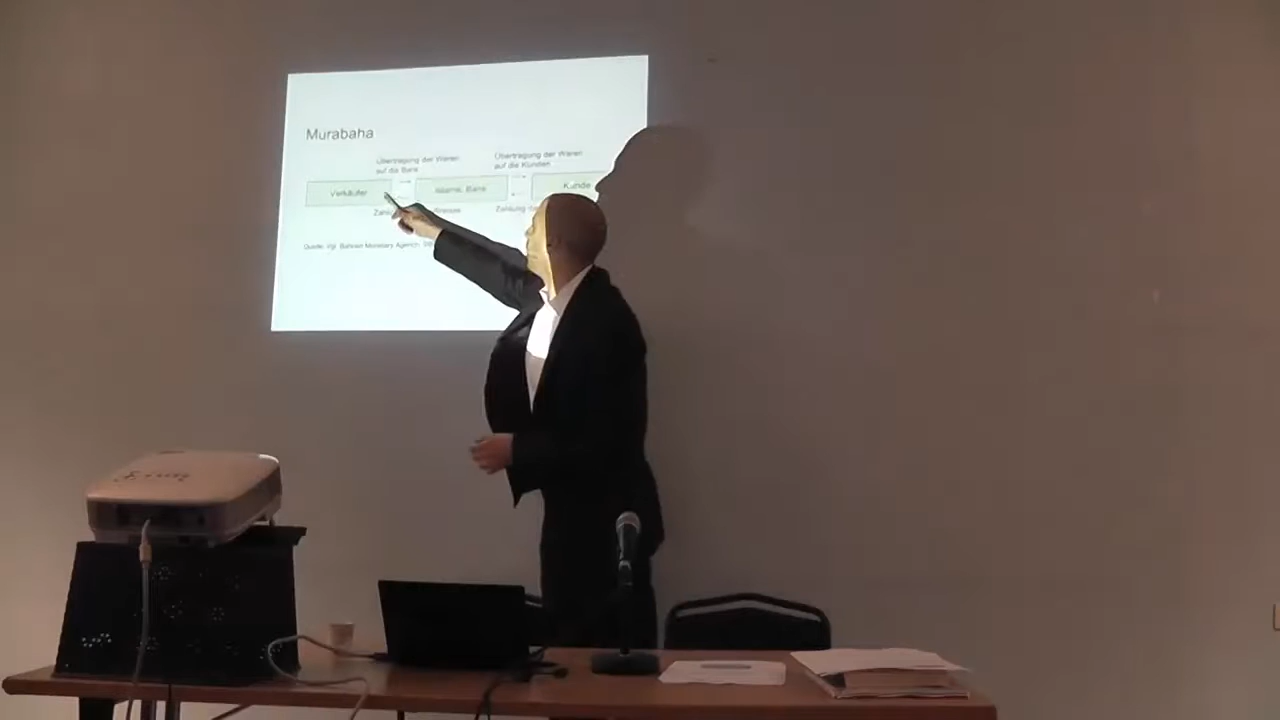 Murabaha
Übertragung der Waren
auf die Bank
Übertragung der Waren
auf die Kunden
Verkäufer
Islami. Bank
Kunde
Zahlung
Quelle: Vgl. Bahrain Monetary Agency,